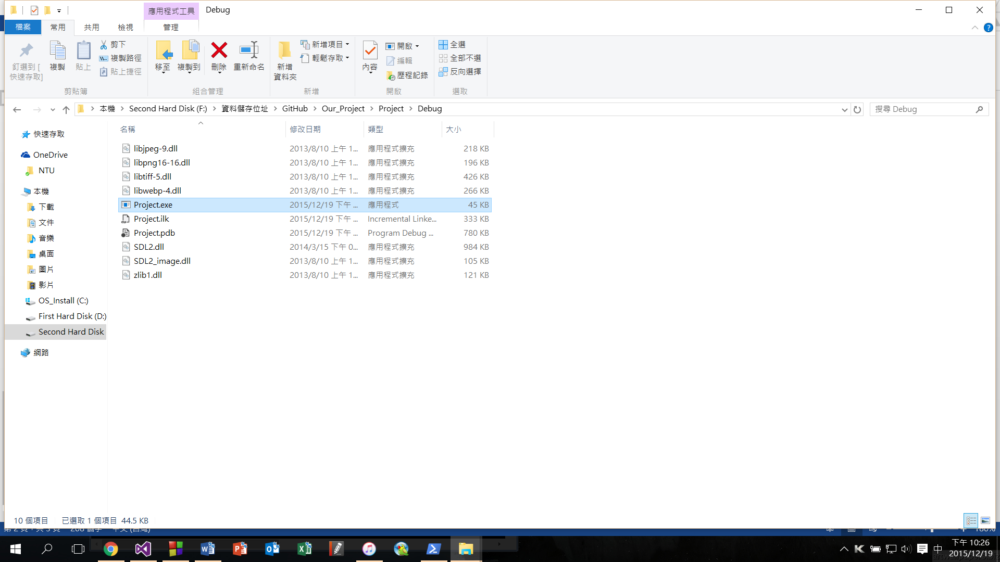 應用程式工具 Debug
檔案 常用 共用 檢視 管理
釘選到 [
快速存取]
複製
貼上
剪下
複製路徑
貼上捷徑
移至
複製到
刪除
重新命名
新增
資料夾
新增項目
輕鬆存取
內容
開啟
編輯
歷程記錄
全選
全部不選
反向選擇
剪貼簿 組合管理 新增 開啟 選取
本機 Second Hard Disk (F:) 資料儲存位址 GitHub Our_Project Project Debug
搜尋 Debug
快速存取
OneDrive
NTU
本機
下載
文件
音樂
桌面
圖片
影片
OS_Install (C:)
First Hard Disk (D:)
Second Hard Disk
網路
名稱 修改日期 類型 大小
libjpeg-9.dll 2013/8/10 上午 1... 應用程式擴充 218 KB
libpng16-16.dll 2013/8/10 上午 1... 應用程式擴充 196 KB
libtiff-5.dll 2013/8/10 上午 1... 應用程式擴充 426 KB
libwebp-4.dll 2013/8/10 上午 1... 應用程式擴充 266 KB
Project.exe 2015/12/19 下午 ... 應用程式 45 KB
Project.ilk 2015/12/19 下午 ... Incremental Linke... 333 KB
Project.pdb 2015/12/19 下午 ... Program Debug ... 780 KB
SDL2.dll 2014/3/15 下午 0... 應用程式擴充 984 KB
SDL2_image.dll 2013/8/10 上午 1... 應用程式擴充 105 KB
zlib1.dll 2013/8/10 上午 1... 應用程式擴充 121 KB
10 個項目 已選取 1 個項目 44.5 KB
180%
中
下午 10:26
2015/12/19